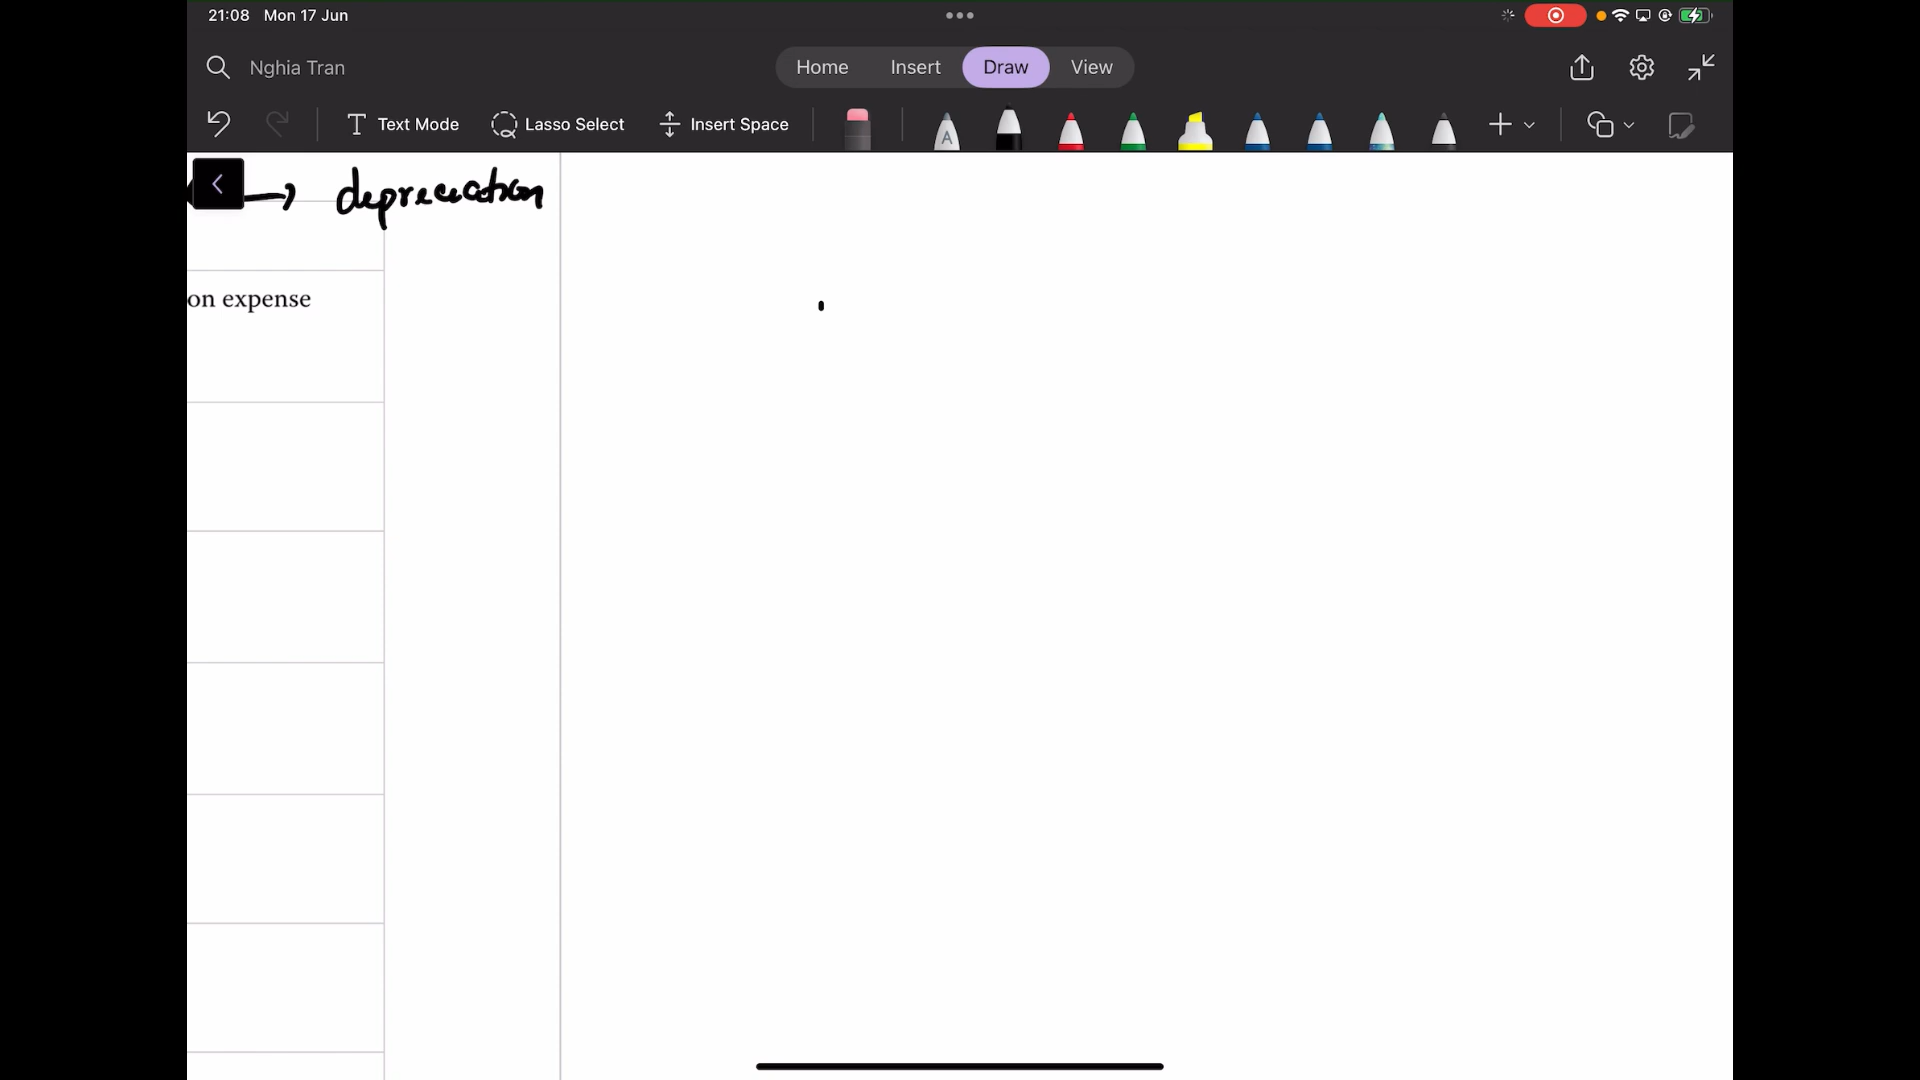 21:08 Mon 17 Jun
Nghia Tran
Home Insert Draw View
Text Mode Lasso Select Insert Space
A
depreciation
on expense